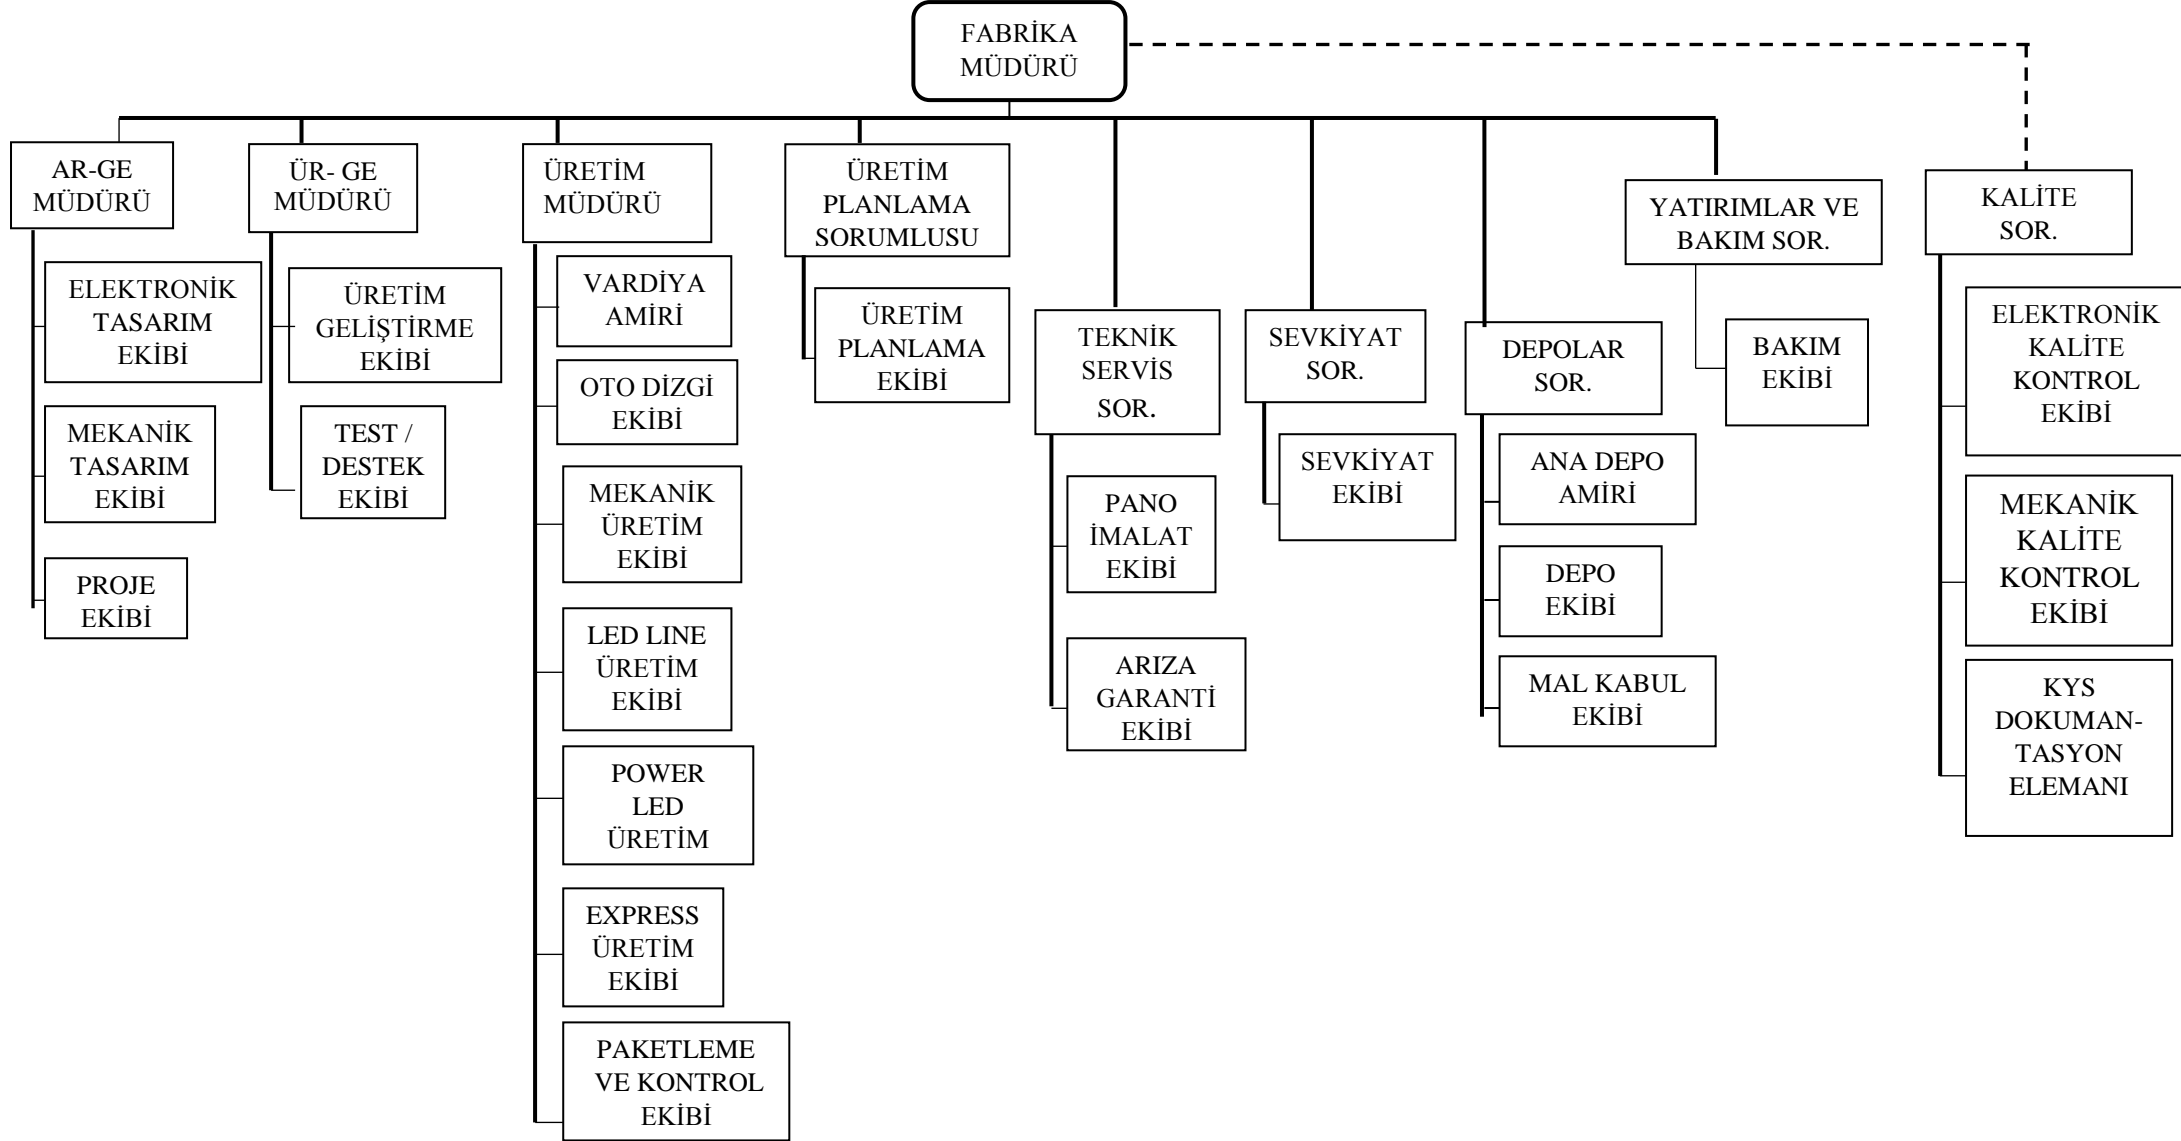 FABRİKA
MÜDÜRÜ
AR-GE
MÜDÜRÜ
ELEKTRONİK
TASARIM
EKİBİ
MEKANİK
TASARIM
EKİBİ
PROJE
EKİBİ
ÜR- GE
MÜDÜRÜ
ÜRETİM
GELİŞTİRME
EKİBİ
TEST /
DESTEK
EKİBİ
ÜRETİM
MÜDÜRÜ
VARDİYA
AMİRİ
OTO DİZGİ
EKİBİ
MEKANİK
ÜRETİM
EKİBİ
LED LINE
ÜRETİM
EKİBİ
POWER
LED
ÜRETİM
EXPRESS
ÜRETİM
EKİBİ
PAKETLEME
VE KONTROL
EKİBİ
ÜRETİM
PLANLAMA
SORUMLUSU
ÜRETİM
PLANLAMA
EKİBİ
TEKNİK
SERVİS
SOR.
PANO
İMALAT
EKİBİ
ARIZA
GARANTİ
EKİBİ
SEVKİYAT
SOR.
SEVKİYAT
EKİBİ
DEPOLAR
SOR.
ANA DEPO
AMİRİ
DEPO
EKİBİ
MAL KABUL
EKİBİ
YATIRIMLAR VE
BAKIM SOR.
BAKIM
EKİBİ
KALİTE
SOR.
ELEKTRONİK
KALİTE
KONTROL
EKİBİ
MEKANİK
KALİTE
KONTROL
EKİBİ
KYS
DOKUMAN-
TASYON
ELEMANI